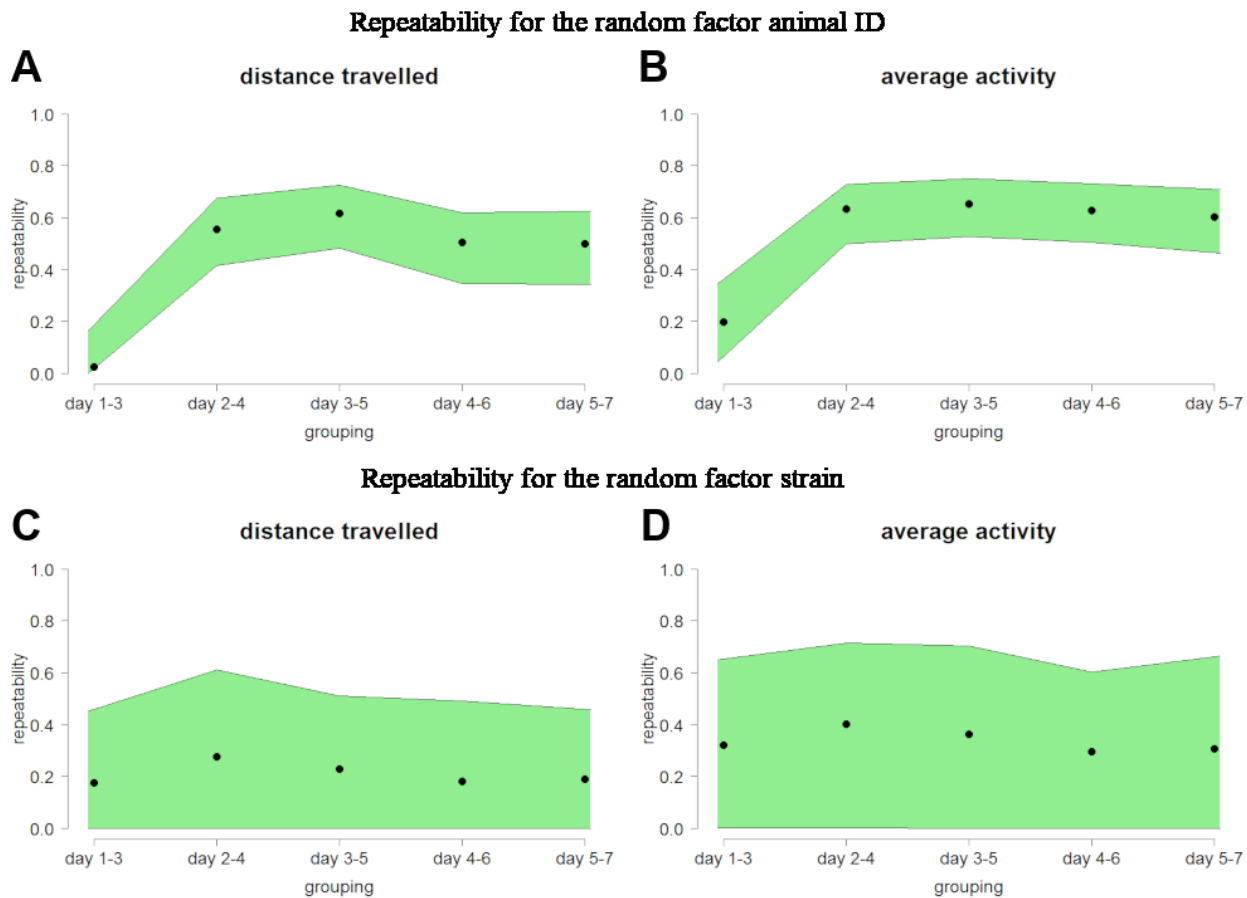 Repeatability for the random factor animal ID
A
distance travelled
1.0
0.8
0.6
0.4
0.2
0.0
repeatability
day 1-3 day 2-4 day 3-5 day 4-6 day 5-7
grouping
B
average activity
1.0
0.8
0.6
0.4
0.2
0.0
repeatability
day 1-3 day 2-4 day 3-5 day 4-6 day 5-7
grouping
Repeatability for the random factor strain
C
distance travelled
1.0
0.8
0.6
0.4
0.2
0.0
repeatability
day 1-3 day 2-4 day 3-5 day 4-6 day 5-7
grouping
D
average activity
1.0
0.8
0.6
0.4
0.2
0.0
repeatability
day 1-3 day 2-4 day 3-5 day 4-6 day 5-7
grouping